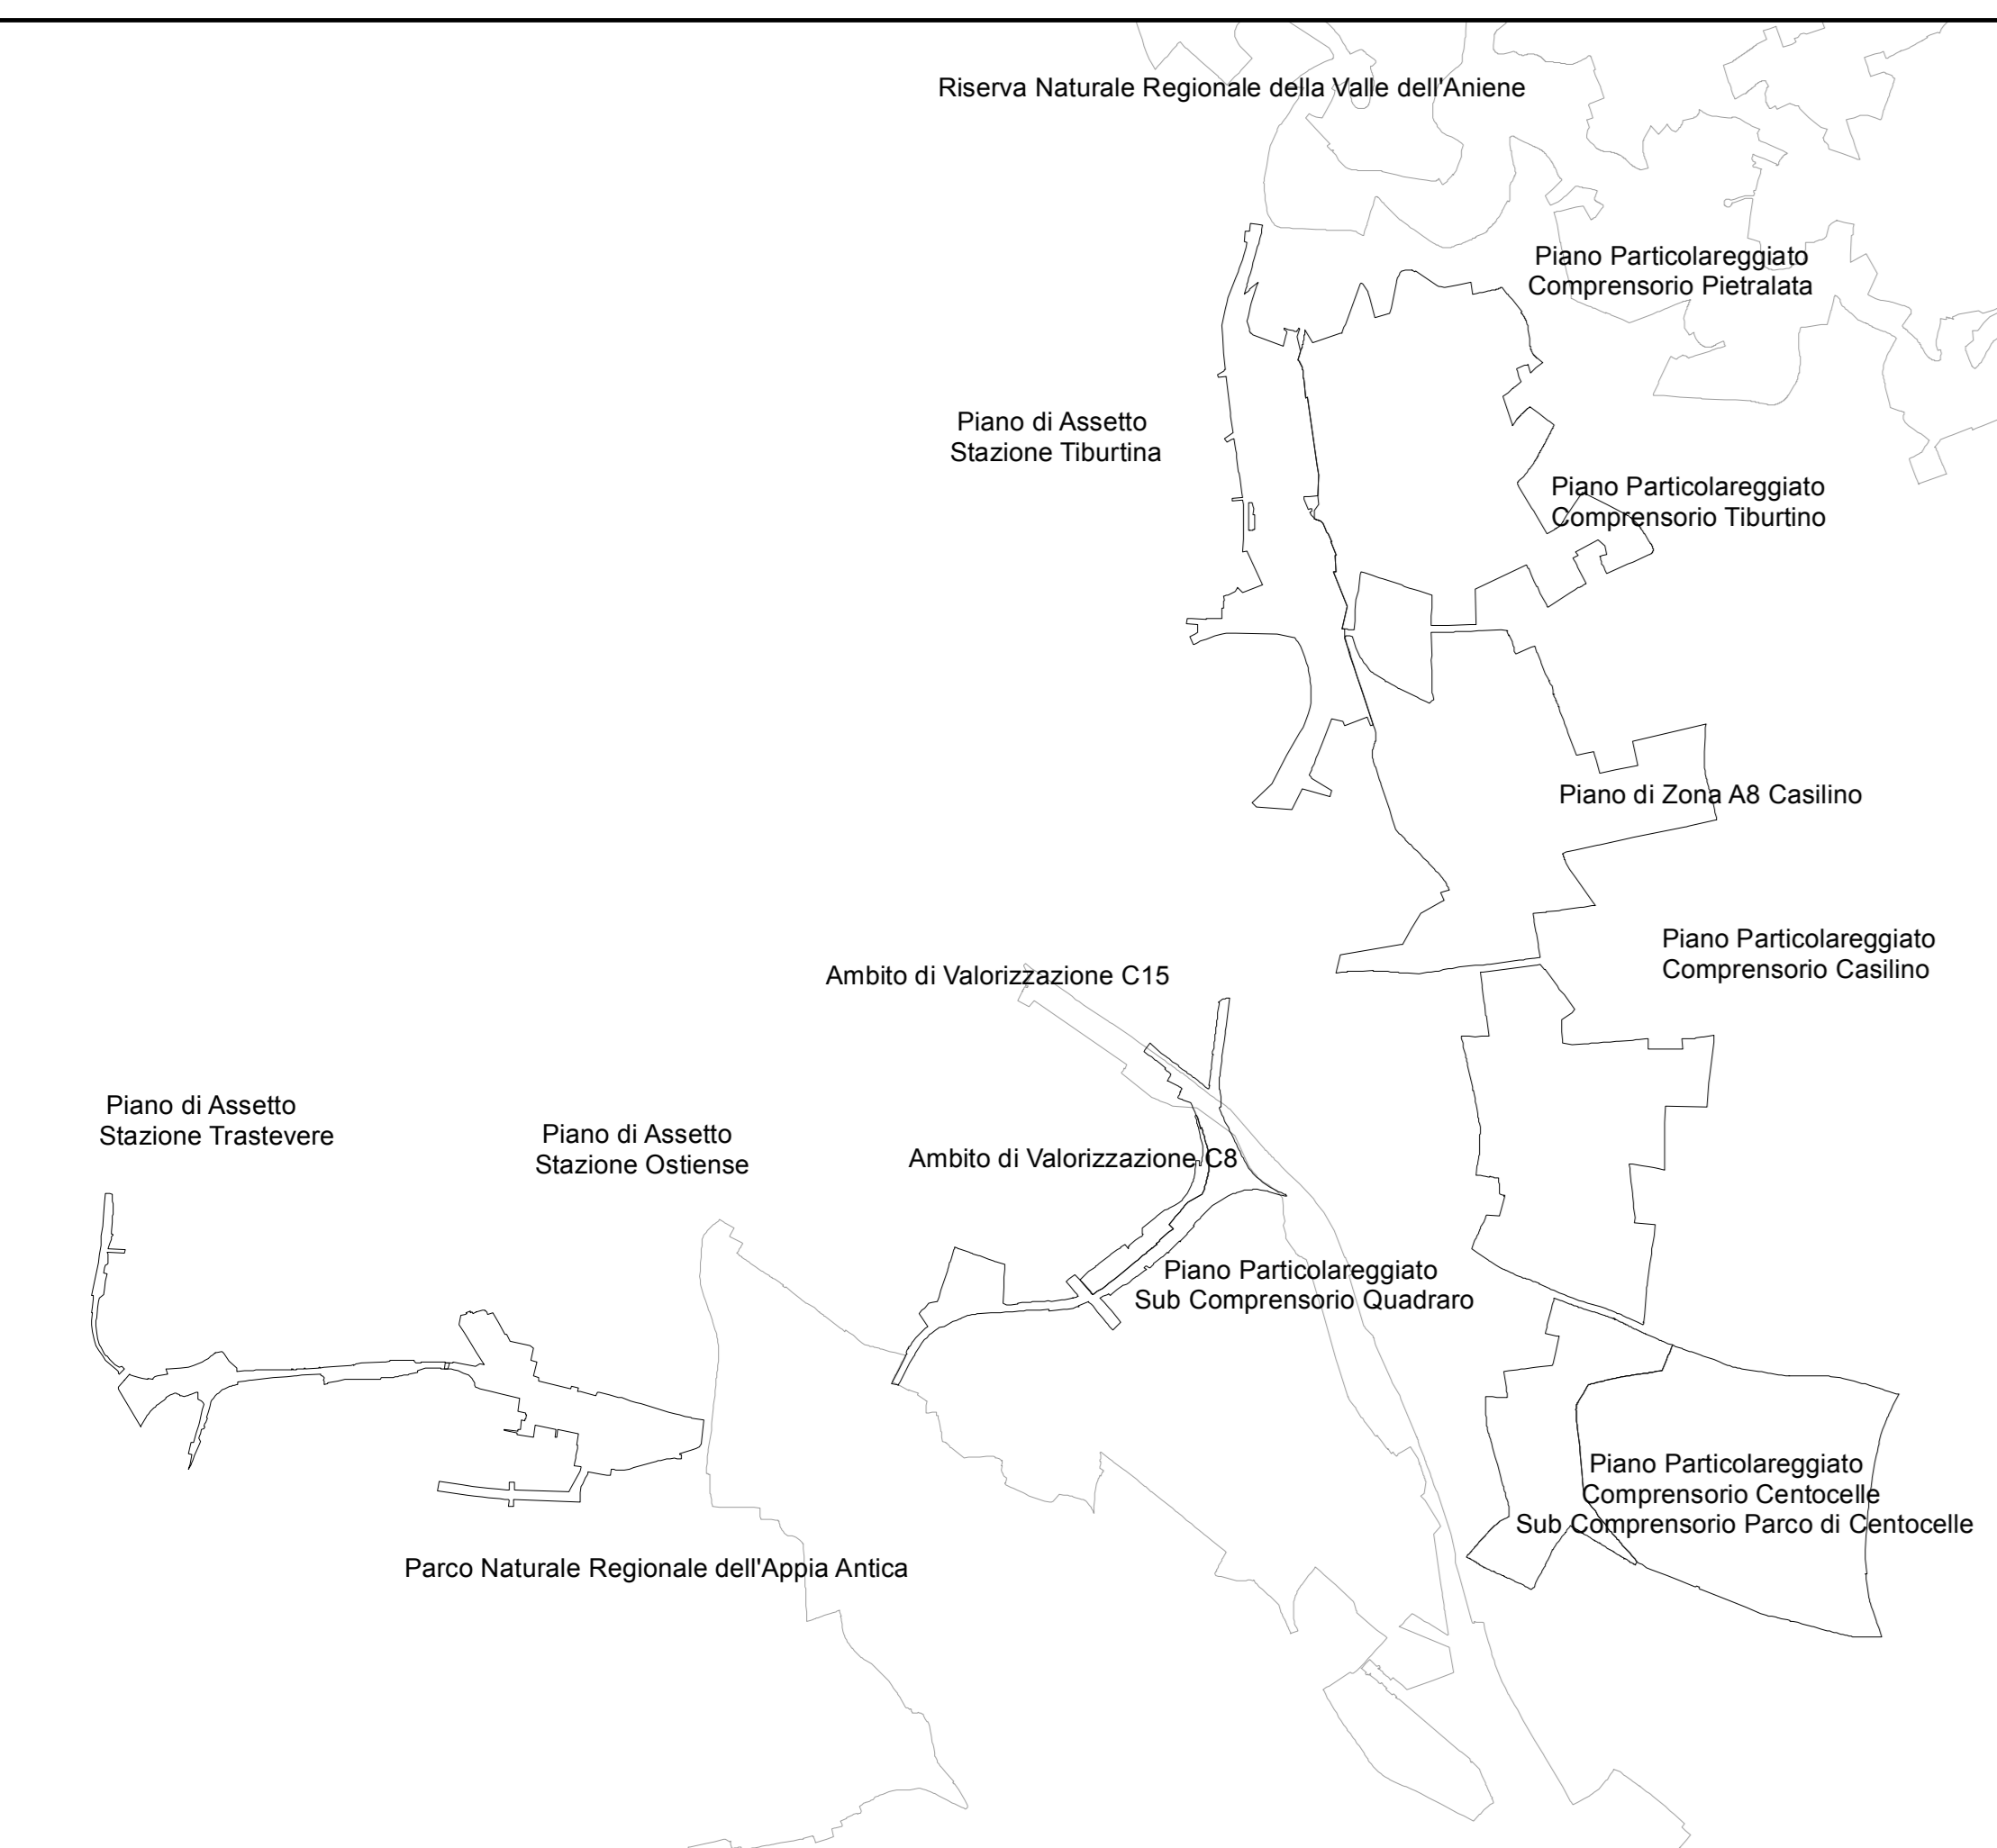 Riserva Naturale Regionale della Valle dell'Aniene
Piano Particolareggiato
Comprensorio Pietralata
Piano di Assetto
Stazione Tiburtina
Piano Particolareggiato
Comprensorio Tiburtino
Piano di Zona A8 Casilino
Piano Particolareggiato
Comprensorio Casilino
Ambito di Valorizzazione C15
Piano di Assetto
Stazione Trastevere
Piano di Assetto
Stazione Ostiense
Ambito di Valorizzazione C8
Piano Particolareggiato
Sub Comprensorio Quadraro
Piano Particolareggiato
Comprensorio Centocelle
Sub Comprensorio Parco di Centocelle
Parco Naturale Regionale dell'Appia Antica